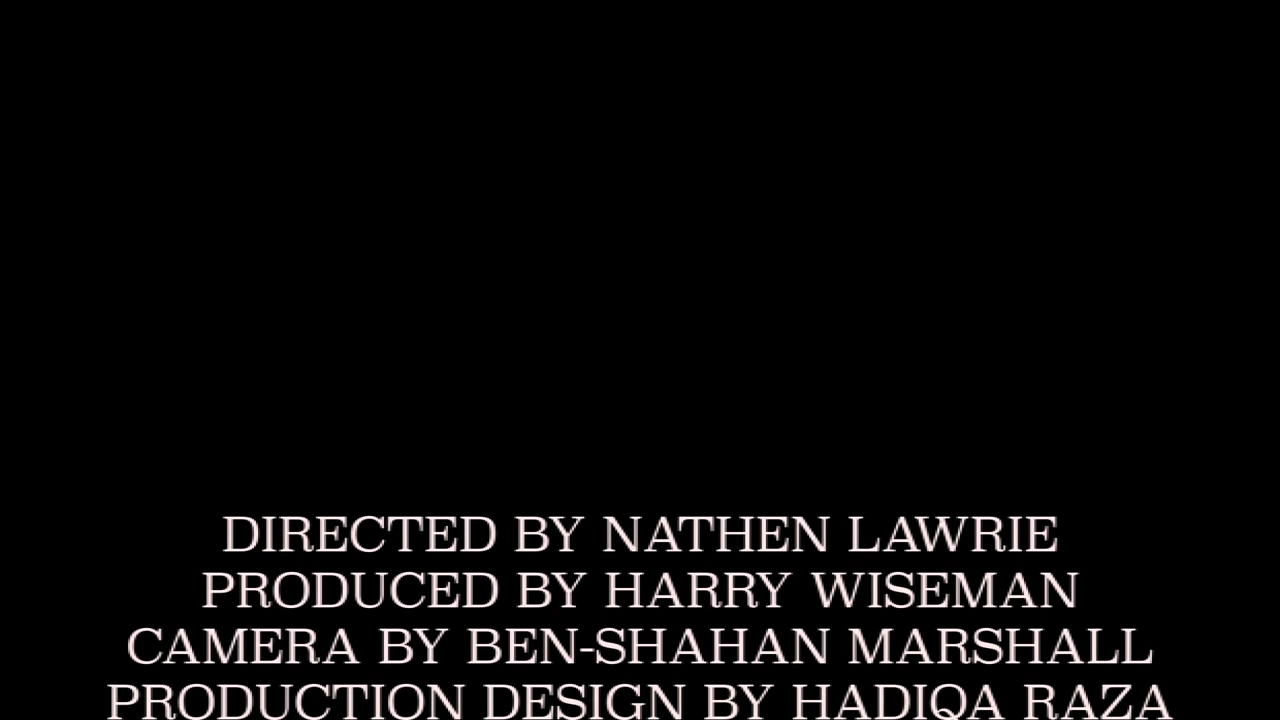 DIRECTED BY NATHEN LAWRIE
PRODUCED BY HARRY WISEMAN
CAMERA BY BEN-SHAHAN MARSHALL
PRODUCTION DESIGN BY HADIQA RAZA